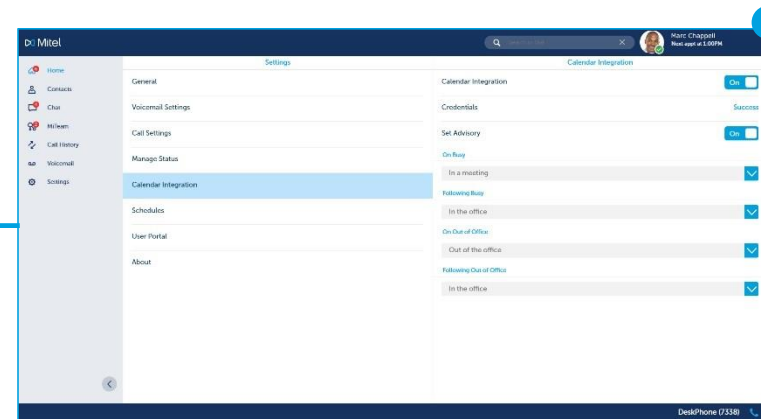 Mitel
Marc Chappell
Next appt at 1:00PM
Home
Contacts
Chat
MiTeam
Call History
Voicemail
Settings
Settings
General
Voicemail Settings
Call Settings
Manage Status
Calendar Integration
Schedules
User Portal
About
Calendar Integration
Calendar Integration
On
Credentials
Success
Set Advisory
On
On Busy
In a meeting
Following Busy
In the office
On Out of Office
Out of the office
Following Out of Office
In the office
DeskPhone (7338)